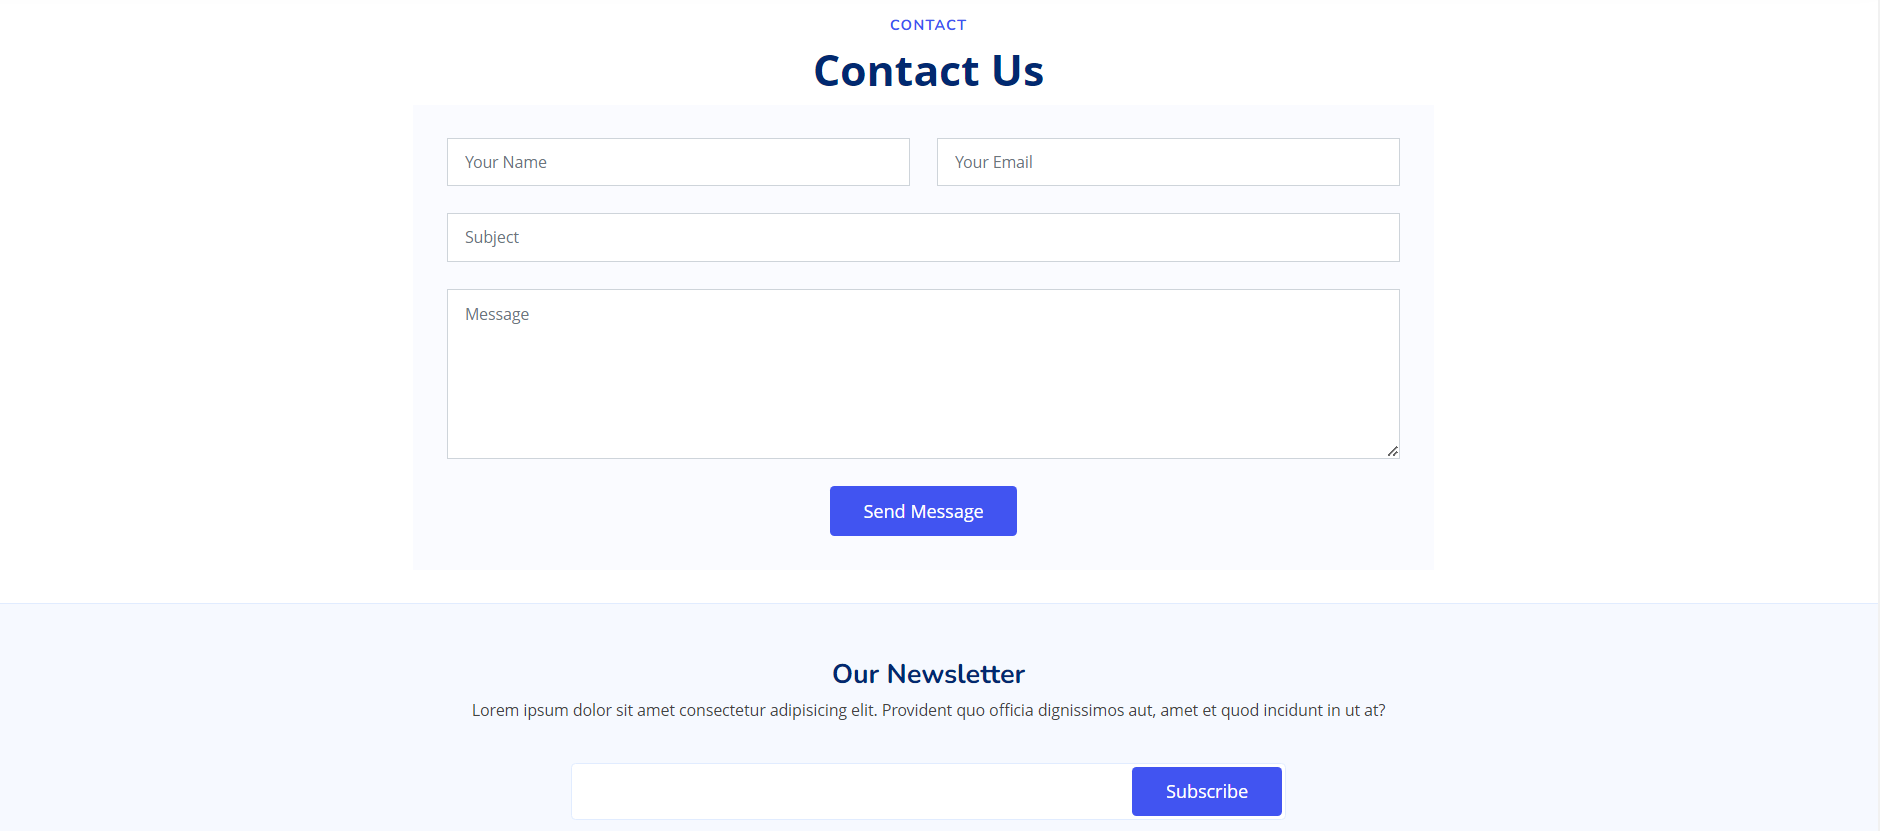 CONTACT
Contact Us
Your Name
Your Email
Subject
Message
Send Message
Our Newsletter
Lorem ipsum dolor sit amet consectetur adipisicing elit. Provident quo officia dignissimos aut, amet et quod incidunt in ut at?
Subscribe